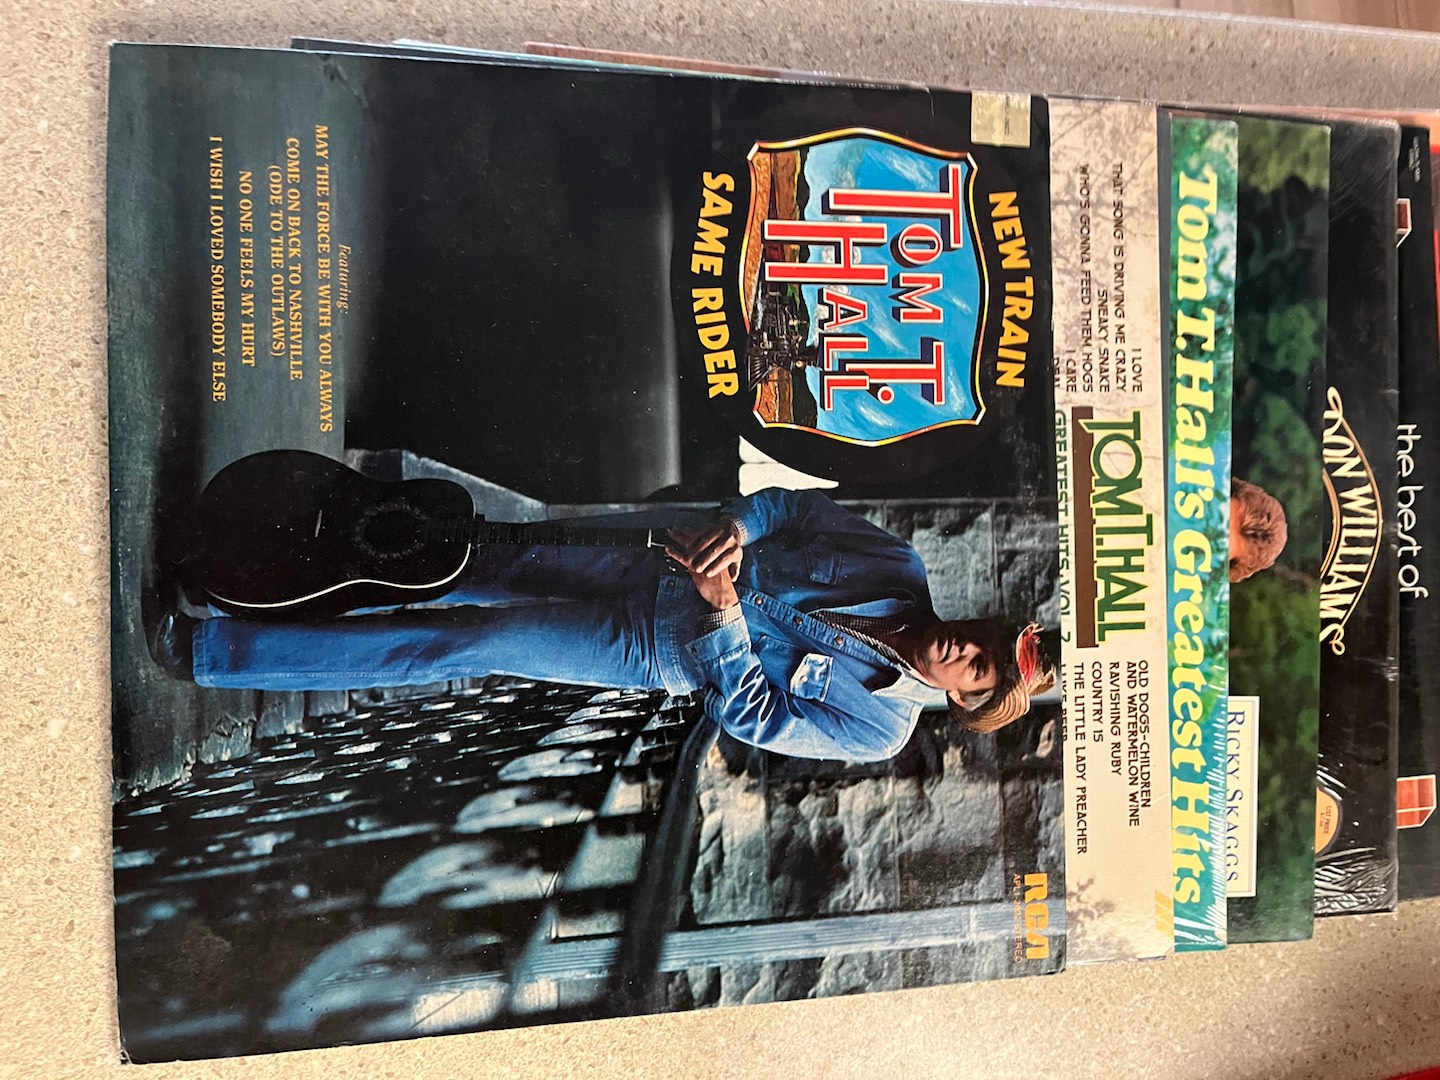 NEW TRAIN
TOM T.
HALL
SAME RIDER
Featuring:
MAY THE FORCE BE WITH YOU ALWAYS
COME ON BACK TO NASHVILLE
(ODE TO THE OUTLAWS)
NO ONE FEELS MY HURT
I WISH I LOVED SOMEBODY ELSE
RCA
STEREO
I LOVE
THAT SONG IS DRIVING ME CRAZY
SNEAKY SNAKE
WHO'S GONNA FEED THEM HOGS
I CARE
TOM T. HALL
GREATEST HITS VOL. 2
OLD DOGS-CHILDREN
AND WATERMELON WINE
RAVISHING RUBY
COUNTRY IS
THE LITTLE LADY PREACHER
I LIKE BEER
Tom T. Hall's Greatest Hits
RICKY SKAGGS
DON WILLIAMS
the best of